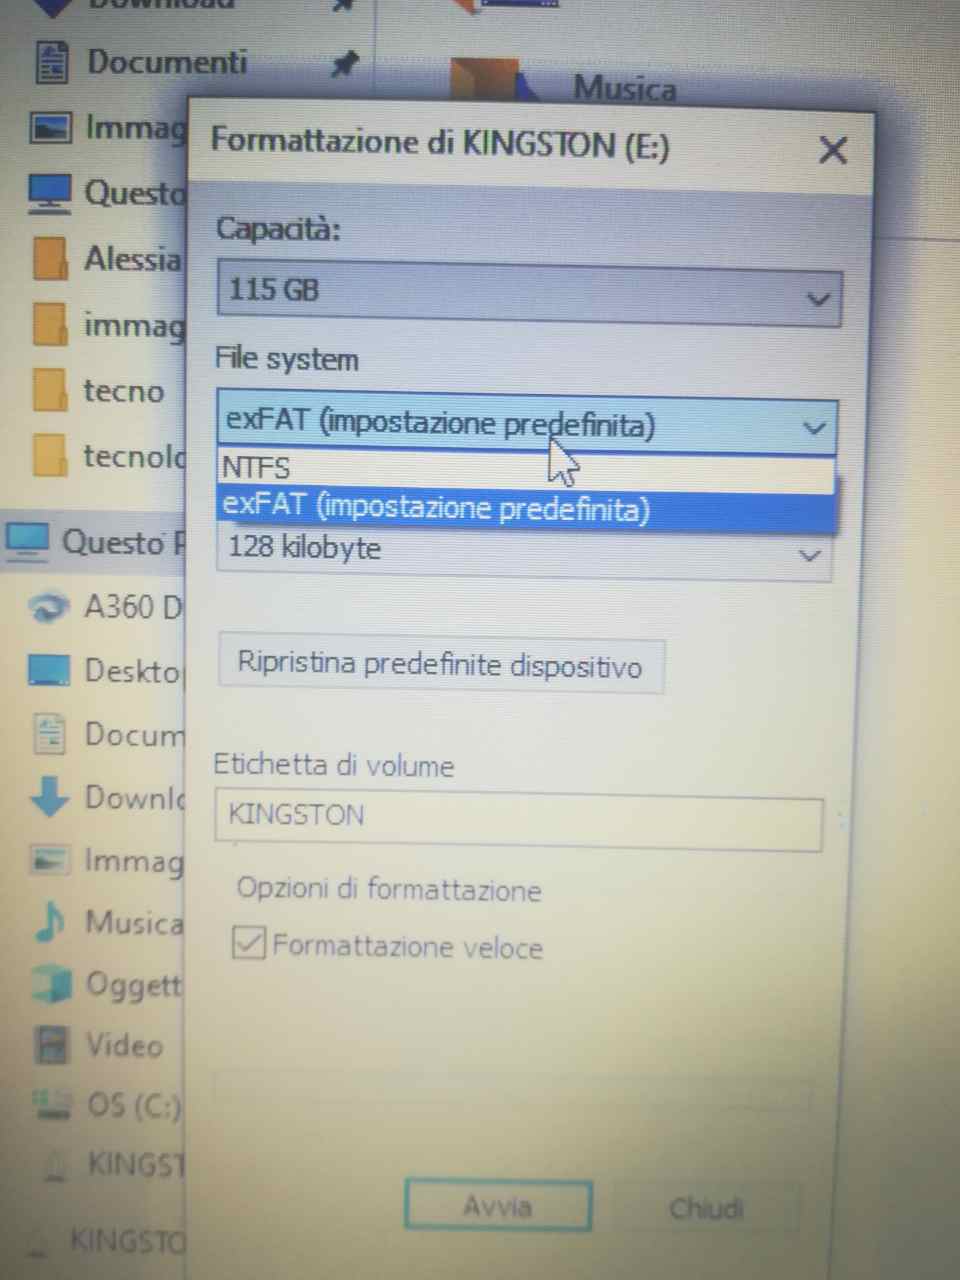 Download
Documenti
Musica
Immag
Formattazione di KINGSTON (E:)
Questo
Capacità:
Alessia
115 GB
immag
File system
tecno
exFAT (impostazione predefinita)
tecnolo
NTFS
exFAT (impostazione predefinita)
Questo P
128 kilobyte
A360 D
Deskto
Ripristina predefinite dispositivo
Docum
Etichetta di volume
Downlo
KINGSTON
Immag
Opzioni di formattazione
Musica
Formattazione veloce
Oggett
Video
OS (C:)
KINGST
Avvia
Chiudi
KINGSTO